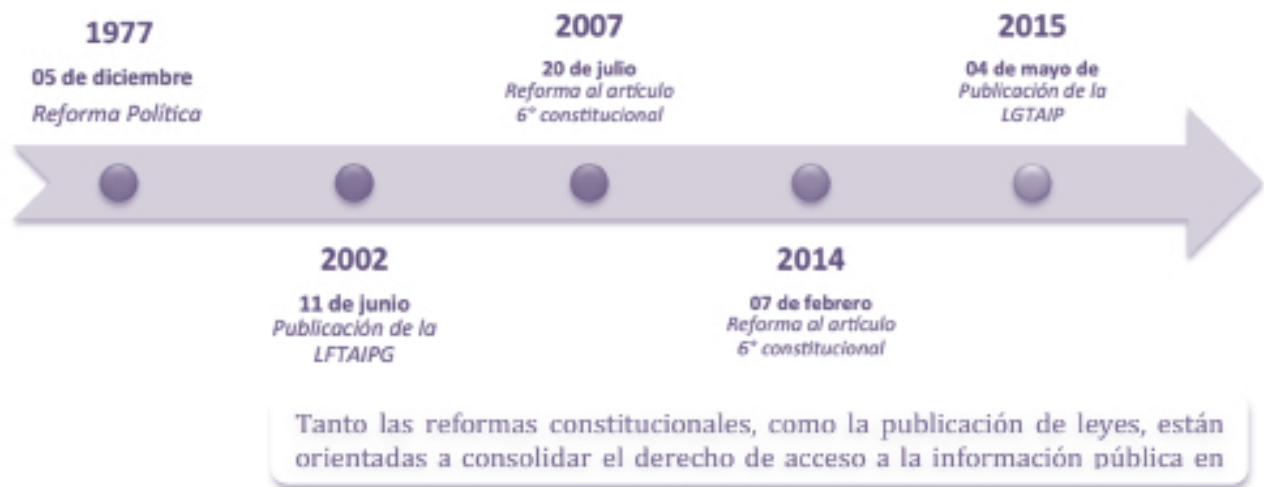 1977
05 de diciembre
Reforma Política
2007
20 de julio
Reforma al artículo
6° constitucional
2015
04 de mayo de
Publicación de la
LGTAIP
2002
11 de junio
Publicación de la
LFTAIPG
2014
07 de febrero
Reforma al artículo
6° constitucional
Tanto las reformas constitucionales, como la publicación de leyes, están
orientadas a consolidar el derecho de acceso a la información pública en